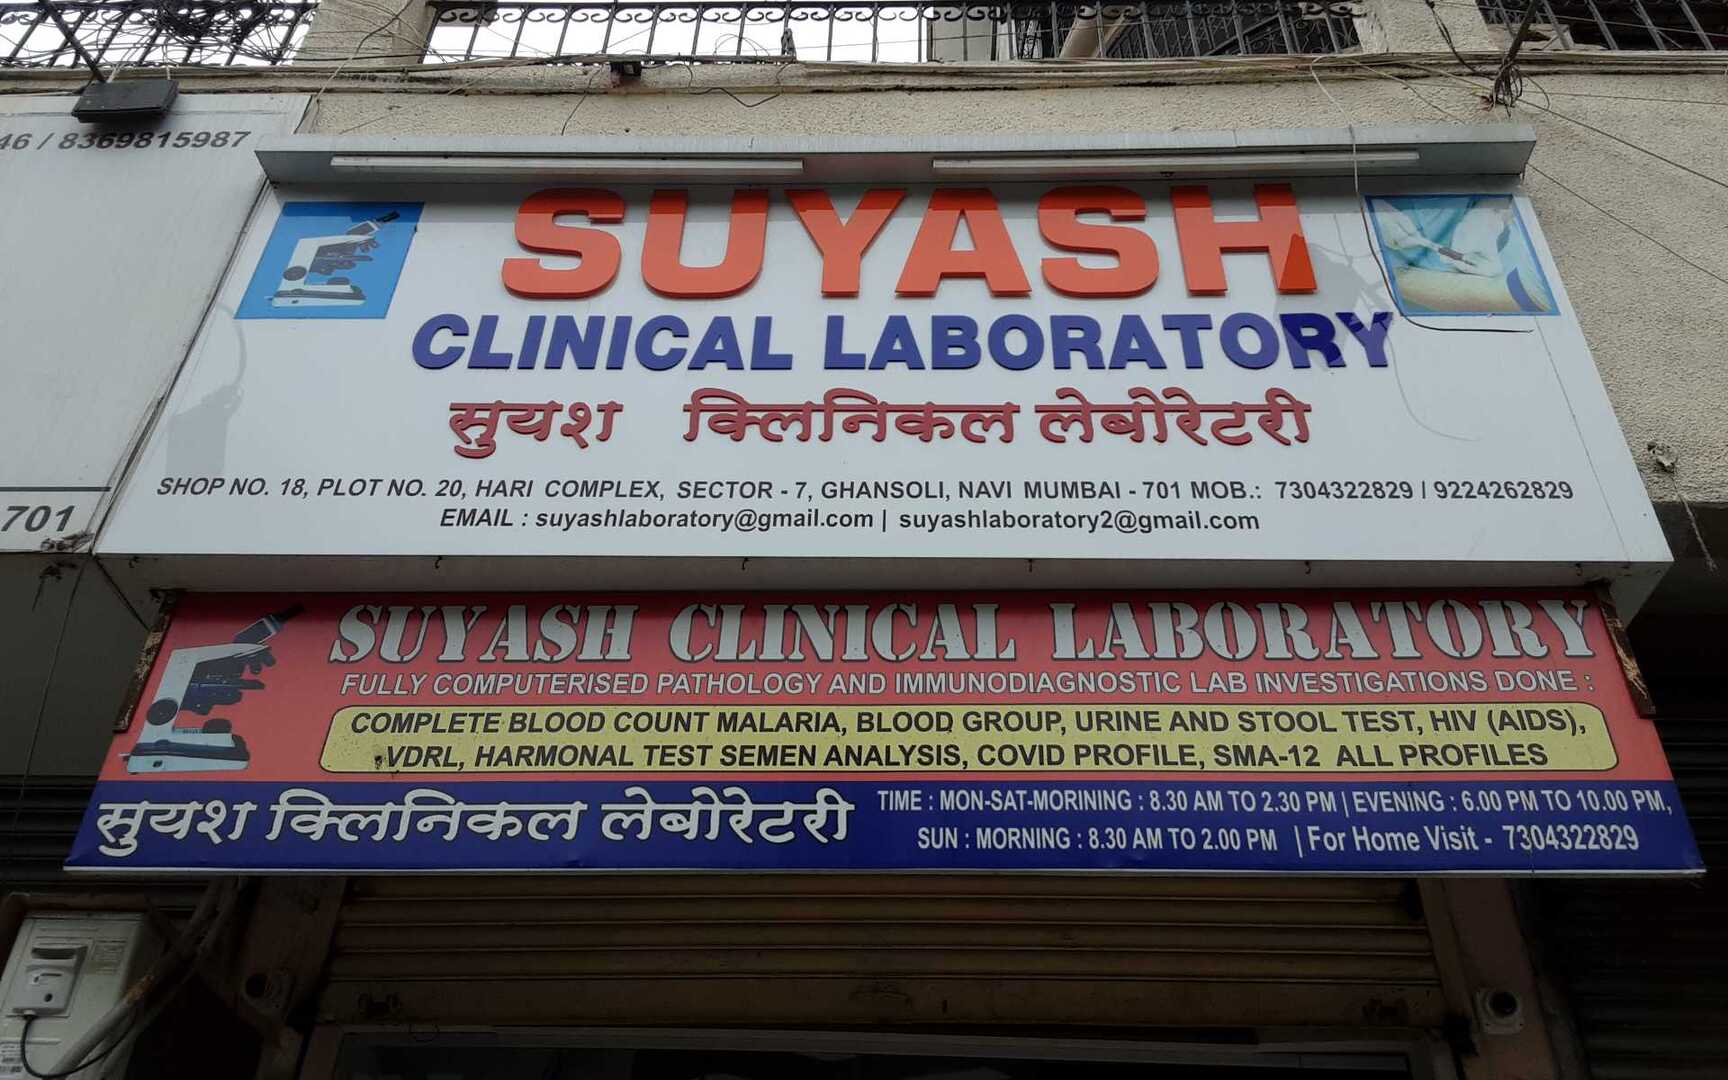 46 / 8369815987
701
SUYASH
CLINICAL LABORATORY
सुयश क्लिनिकल लेबोरेटरी
SHOP NO. 18, PLOT NO. 20, HARI COMPLEX, SECTOR - 7, GHANSOLI, NAVI MUMBAI - 701 MOB.: 7304322829 | 9224262829
EMAIL : suyashlaboratory@gmail.com | suyashlaboratory2@gmail.com
SUYASH CLINICAL LABORATORY
FULLY COMPUTERISED PATHOLOGY AND IMMUNODIAGNOSTIC LAB INVESTIGATIONS DONE :
COMPLETE BLOOD COUNT MALARIA, BLOOD GROUP, URINE AND STOOL TEST, HIV (AIDS),
VDRL, HARMONAL TEST SEMEN ANALYSIS, COVID PROFILE, SMA-12 ALL PROFILES
सुयश क्लिनिकल लेबोरेटरी
TIME : MON-SAT-MORINING : 8.30 AM TO 2.30 PM | EVENING : 6.00 PM TO 10.00 PM,
SUN : MORNING : 8.30 AM TO 2.00 PM | For Home Visit - 7304322829